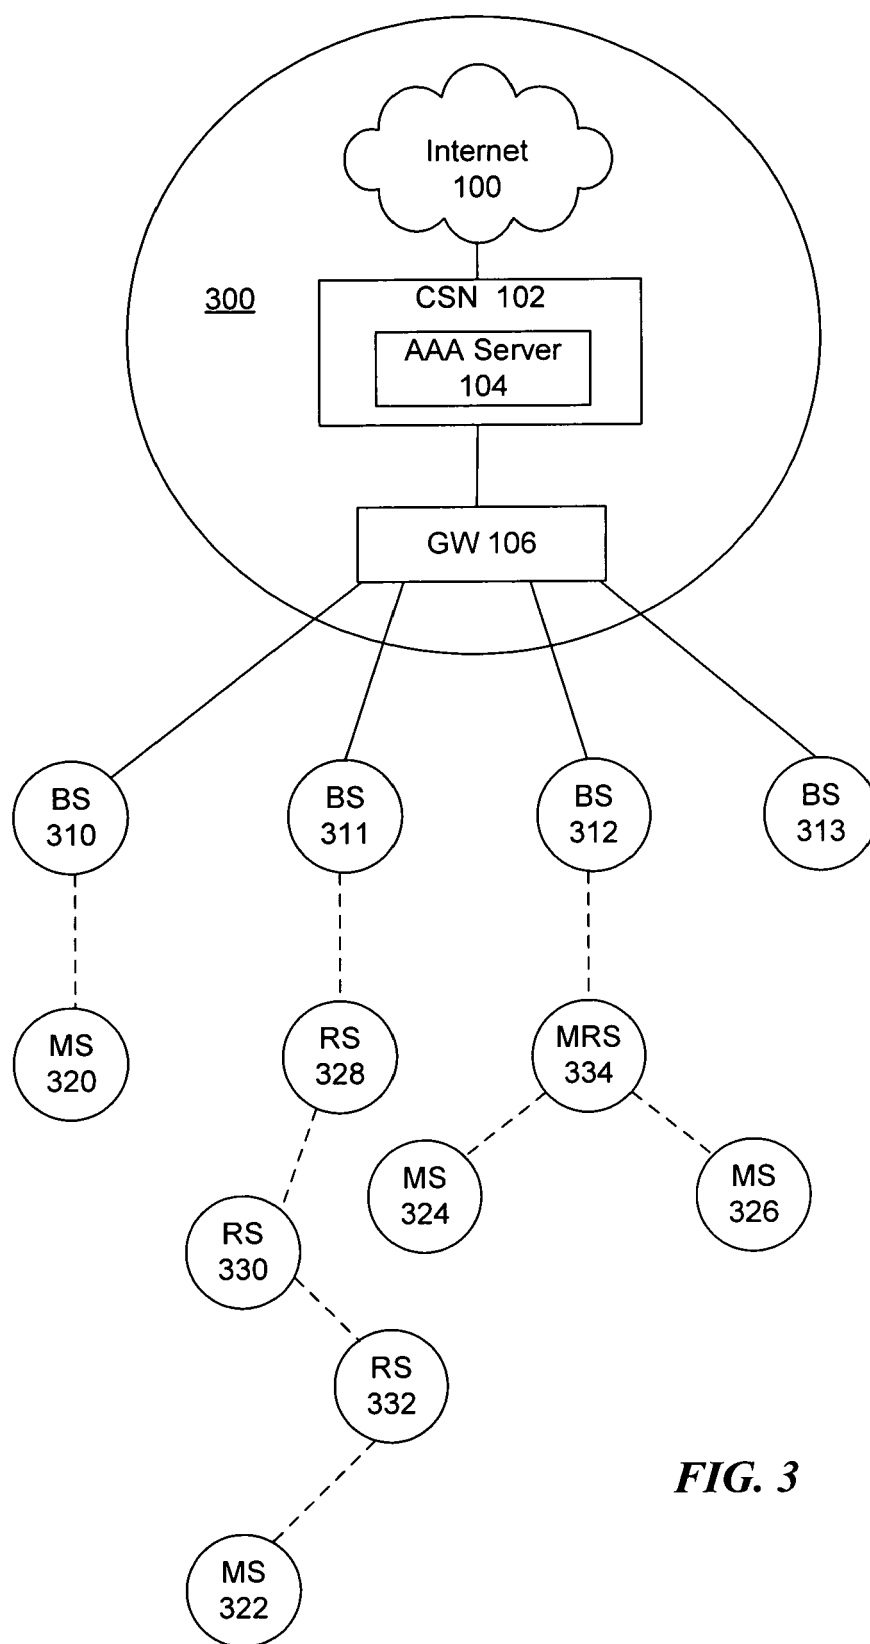 Internet
100
300
CSN 102
AAA Server
104
GW 106
BS
310
BS
311
BS
312
BS
313
MS
320
RS
328
MRS
334
MS
324
MS
326
RS
330
RS
332
FIG. 3
MS
322